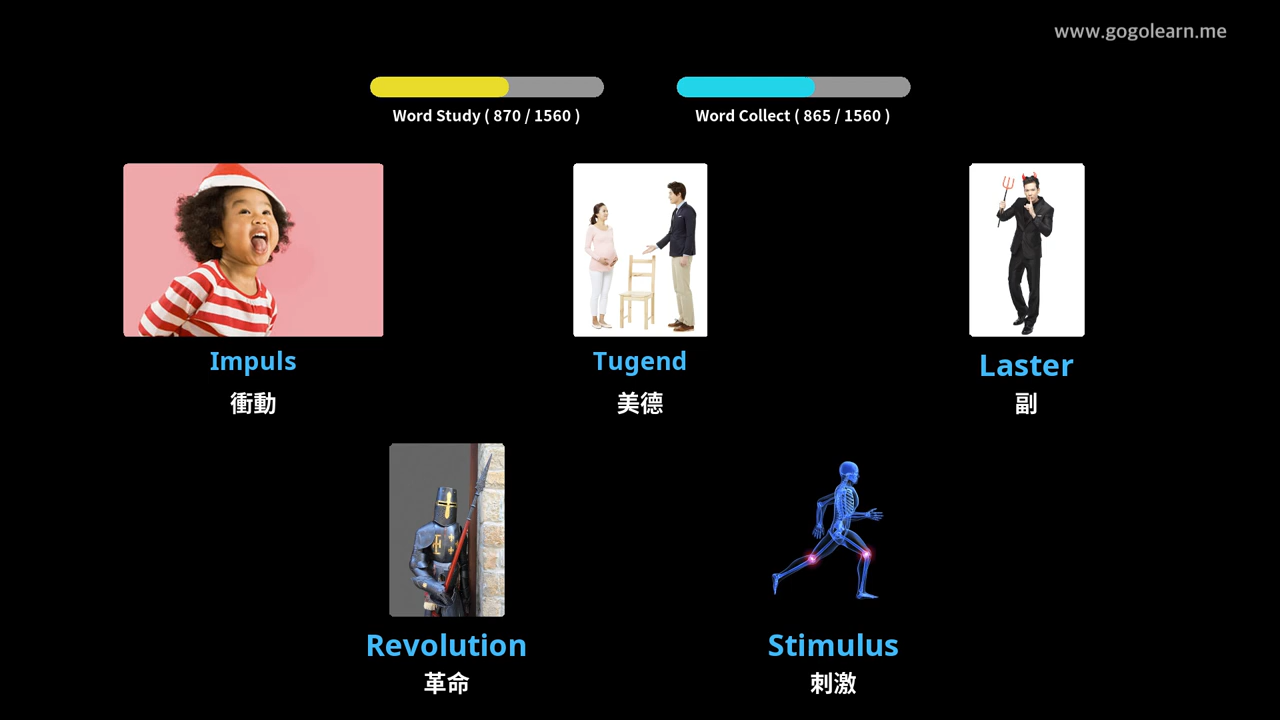 www.gogolearn.me
Word Study ( 870 / 1560 )
Word Collect ( 865 / 1560 )
Impuls
衝動
Tugend
美德
Laster
副
Revolution
革命
Stimulus
刺激